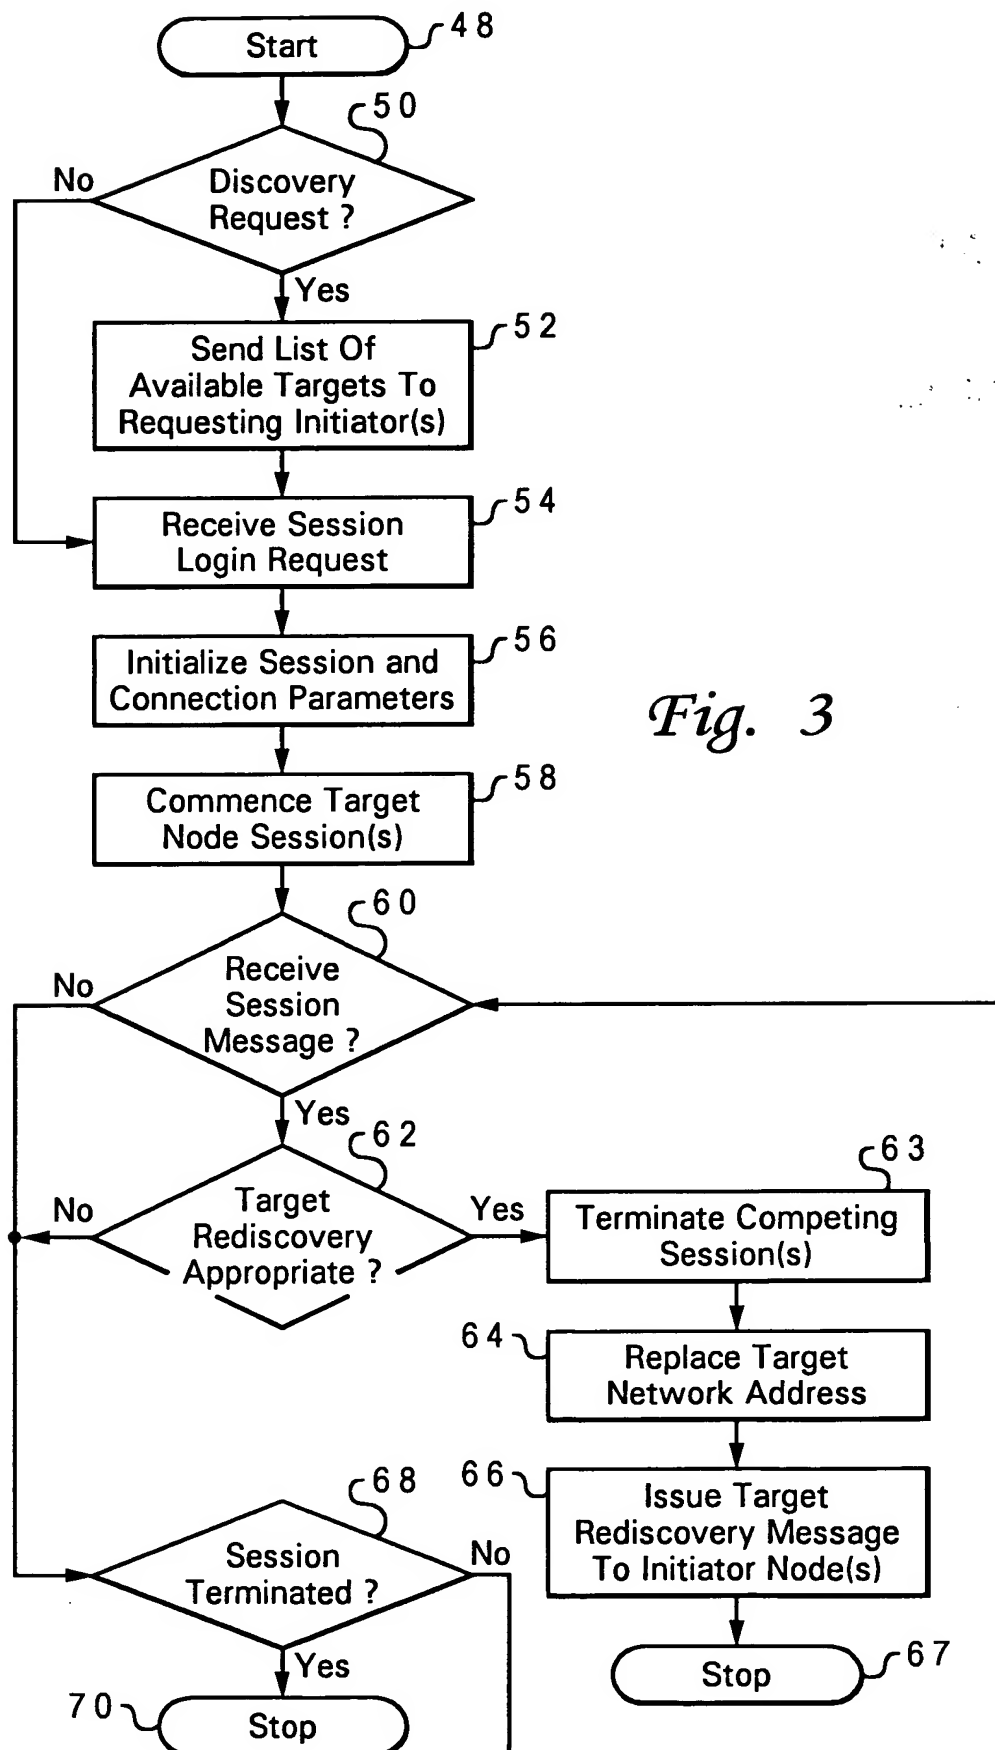 Start
48
50
Discovery
Request ?
No
Yes
52
Send List Of
Available Targets To
Requesting Initiator(s)
54
Receive Session
Login Request
56
Initialize Session and
Connection Parameters
Fig. 3
58
Commence Target
Node Session(s)
60
Receive
Session
Message ?
No
Yes
62
Target
Rediscovery
Appropriate ?
No
Yes
63
Terminate Competing
Session(s)
64
Replace Target
Network Address
66
Issue Target
Rediscovery Message
To Initiator Node(s)
67
Stop
68
Session
Terminated ?
No
Yes
70
Stop